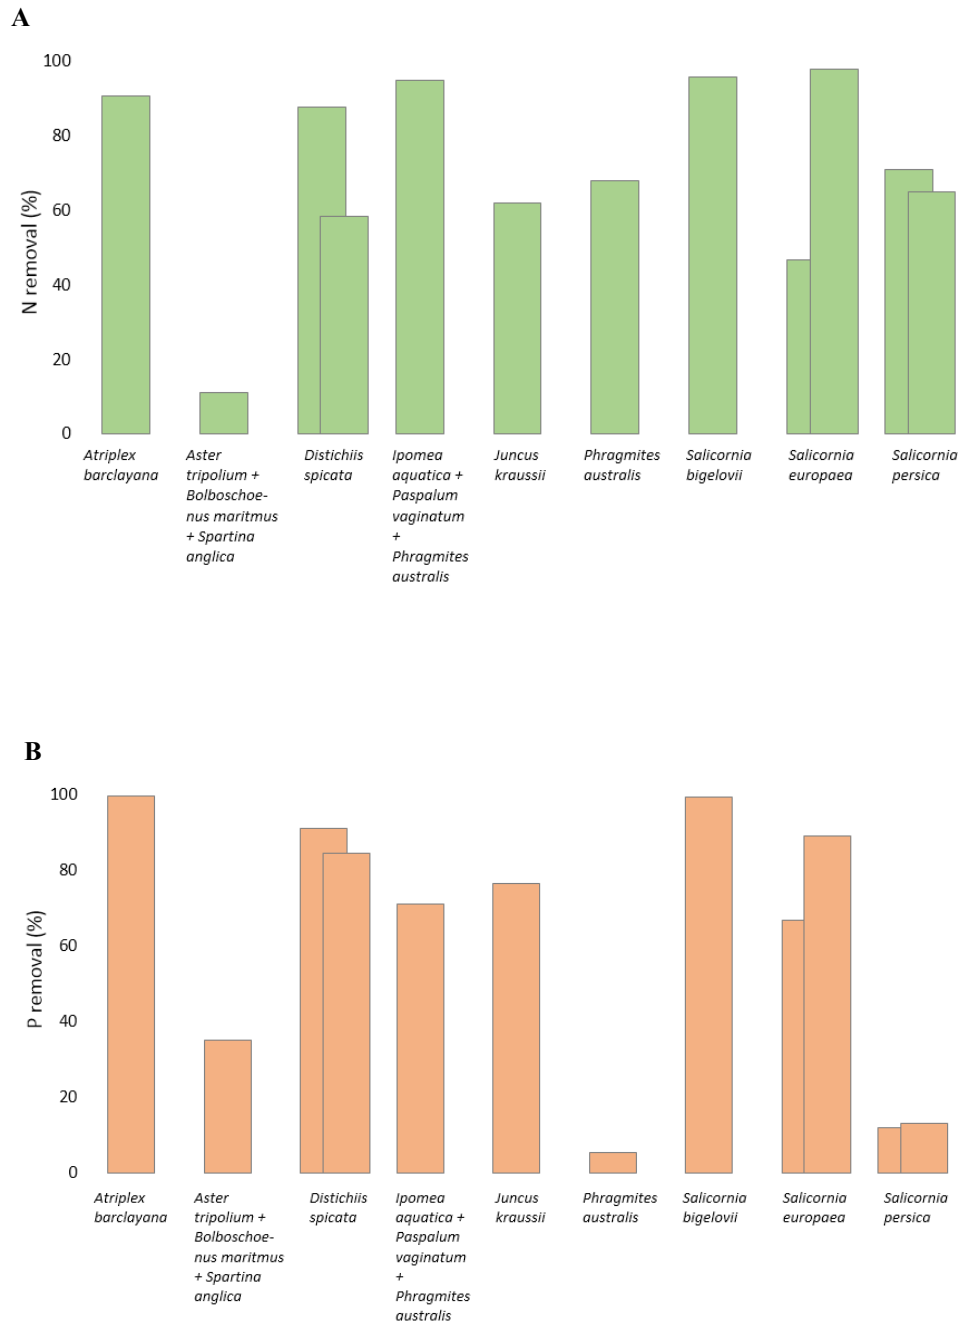 A
100
80
60
40
20
0
N removal (%)
Atriplex
barclayana
Aster
tripolium +
Bolboschoe-
nus maritmus
+ Spartina
anglica
Distichiis
spicata
Ipomea
aquatica +
Paspalum
vaginatum
+
Phragmites
australis
Juncus
kraussii
Phragmites
australis
Salicornia
bigelovii
Salicornia
europaea
Salicornia
persica
B
100
80
60
40
20
0
P removal (%)
Atriplex
barclayana
Aster
tripolium +
Bolboschoe-
nus maritmus
+ Spartina
anglica
Distichiis
spicata
Ipomea
aquatica +
Paspalum
vaginatum
+
Phragmites
australis
Juncus
kraussii
Phragmites
australis
Salicornia
bigelovii
Salicornia
europaea
Salicornia
persica